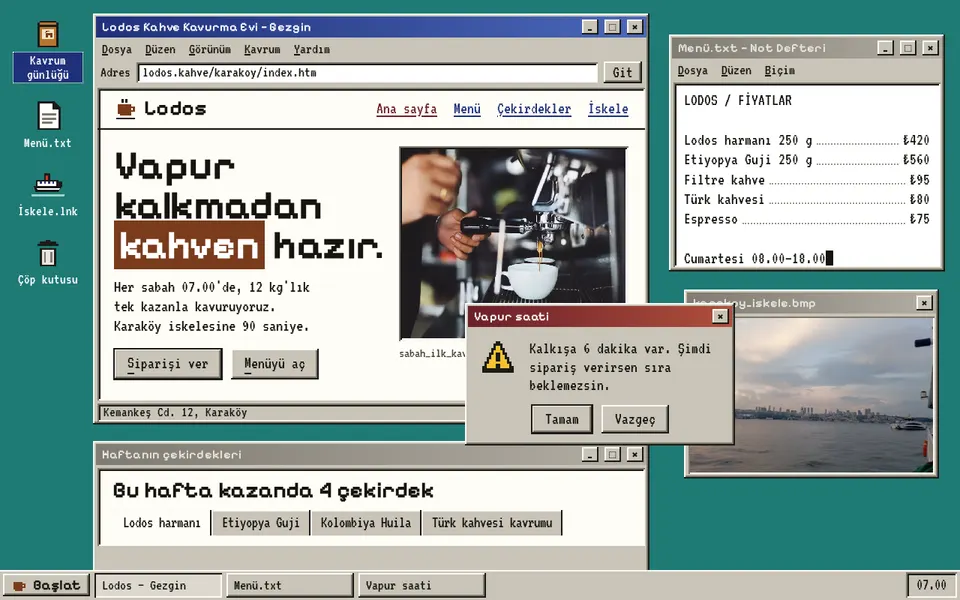 Kavrum
günlüğü
Menü.txt
İskele.lnk
Çöp kutusu
Lodos Kahve Kavurma Evi - Gezgin
Dosya Düzen Görünüm Kavrum Yardım
Adres lodos.kahve/karakoy/index.htm Git
Lodos
Ana sayfa Menü Çekirdekler İskele
Vapur
kalkmadan
kahven hazır.
Her sabah 07.00'de, 12 kg'lık
tek kazanla kavuruyoruz.
Karaköy iskelesine 90 saniye.
Siparişi ver Menüyü aç
Kemankeş Cd. 12, Karaköy
Menü.txt - Not Defteri
Dosya Düzen Biçim
LODOS / FİYATLAR
Lodos harmanı 250 g ₺420
Etiyopya Guji 250 g ₺560
Filtre kahve ₺95
Türk kahvesi ₺80
Espresso ₺75
Cumartesi 08.00-18.00
Vapur saati
Kalkışa 6 dakika var. Şimdi
sipariş verirsen sıra
beklemezsin.
Tamam Vazgeç
Haftanın çekirdekleri
Bu hafta kazanda 4 çekirdek
Lodos harmanı Etiyopya Guji Kolombiya Huila Türk kahvesi kavrumu
Başlat Lodos - Gezgin Menü.txt Vapur saati 07.00